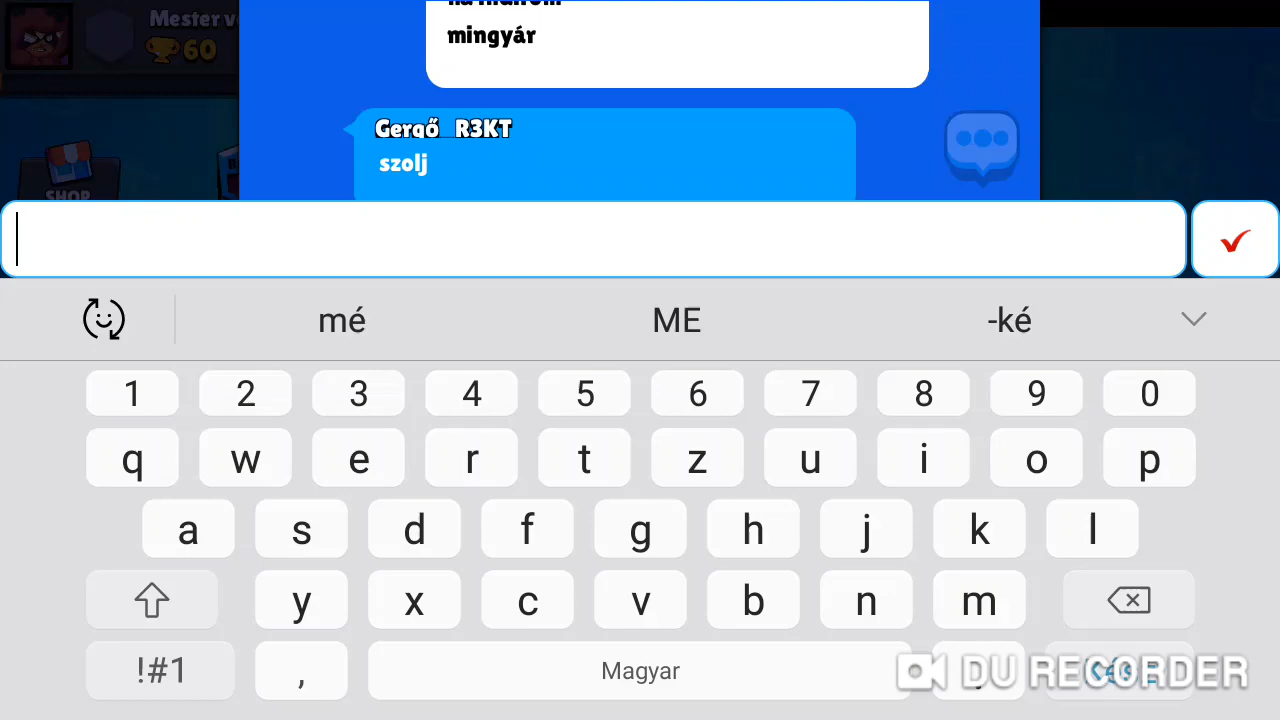 Mester v
60
mingyár
Gergő R3KT
szolj
SHOP
mé ME -ké
1 2 3 4 5 6 7 8 9 0
q w e r t z u i o p
a s d f g h j k l
y x c v b n m
!#1 , Magyar
DU RECORDER